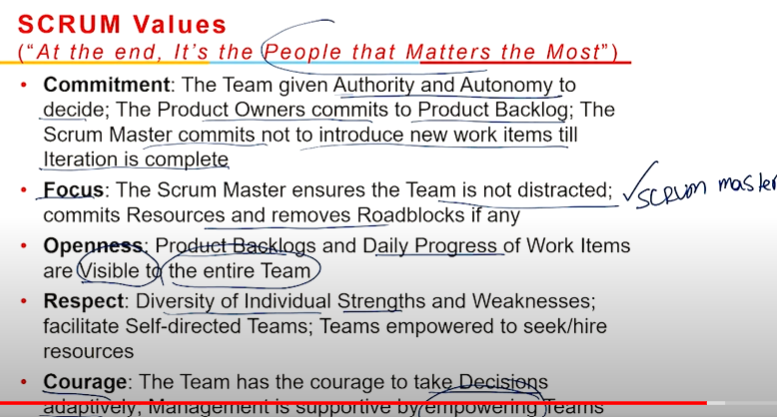 SCRUM Values
("At the end, It's the People that Matters the Most")
• Commitment: The Team given Authority and Autonomy to
decide; The Product Owners commits to Product Backlog; The
Scrum Master commits not to introduce new work items till
Iteration is complete
• Focus: The Scrum Master ensures the Team is not distracted; ✓scrum master
commits Resources and removes Roadblocks if any
• Openness: Product Backlogs and Daily Progress of Work Items
are Visible to the entire Team
• Respect: Diversity of Individual Strengths and Weaknesses;
facilitate Self-directed Teams; Teams empowered to seek/hire
resources
• Courage: The Team has the courage to take Decisions
adaptively, Management is supportive by empowering Teams